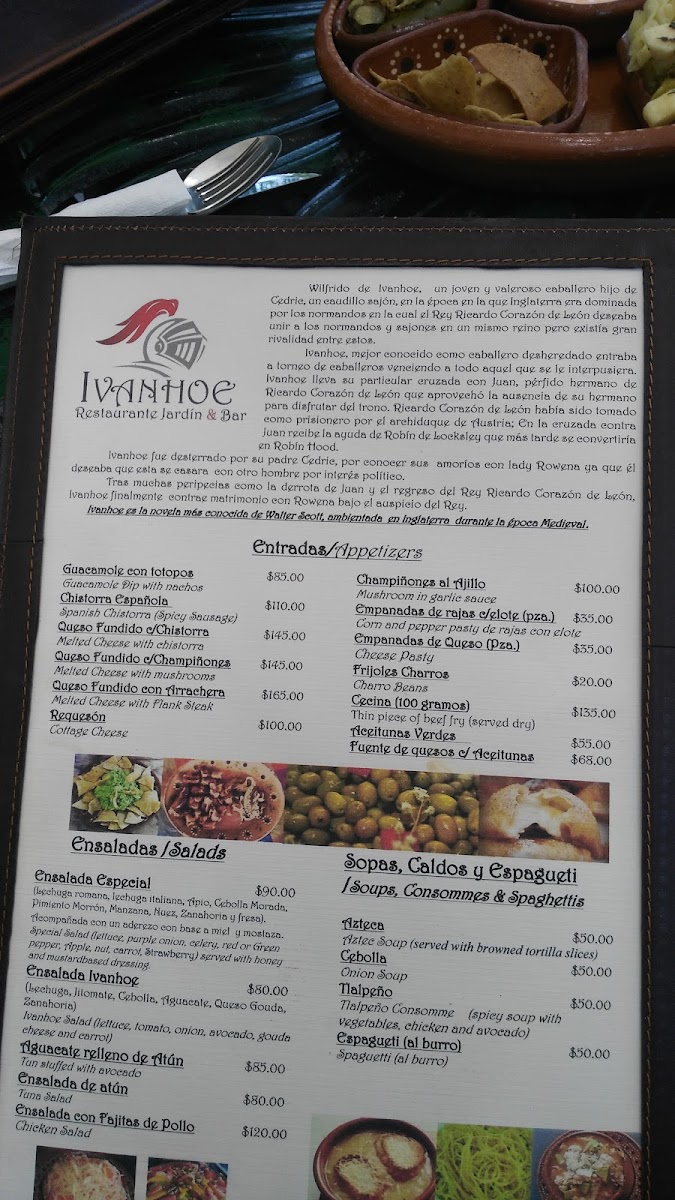 IVANHOE
Restaurante Jardín & Bar
Wilfrido de Ivanhoe, un joven y valeroso caballero hijo de
Cedric, un caudillo sajón, en la época en la que Inglaterra era dominada
por los normandos en la cual el Rey Ricardo Corazón de León deseaba
unir a los normandos y sajones en un mismo reino pero existía gran
rivalidad entre estos.
Ivanhoe, mejor conocido como caballero desheredado entraba
a torneo de caballeros venciendo a todo aquel que se le interpusiera.
Ivanhoe lleva su particular cruzada con Juan, pérfido hermano de
Ricardo Corazón de León que aprovechó la ausencia de su hermano
para disfrutar del trono. Ricardo Corazón de León había sido tomado
como prisionero por el archiduque de Austria; En la cruzada contra
Juan recibe la ayuda de Robín de Locksley que más tarde se convertiría
en Robín Hood.
Ivanhoe fue desterrado por su padre Cedric, por conocer sus amorios con lady Rowena ya que él
deseaba que esta se casara con otro hombre por interés político.
Tras muchas peripecias como la derrota de Juan y el regreso del Rey Ricardo Corazón de León,
Ivanhoe finalmente contrae matrimonio con Rowena bajo el auspicio del Rey.
Ivanhoe es la novela más conocida de Walter Scott, ambientada en Inglaterra durante la época Medieval.
Entradas/Appetizers
Guacamole con totopos $85.00
Guacamole Dip with nachos
Chistorra Española $110.00
Spanish Chistorra (Spicy Sausage)
Queso Fundido c/Chistorra $145.00
Melted Cheese with chistorra
Queso Fundido c/Champiñones $145.00
Melted Cheese with mushrooms
Queso Fundido con Arrachera $165.00
Melted Cheese with Flank Steak
Requesón $100.00
Cottage Cheese
Champiñones al Ajillo $100.00
Mushroom in garlic sauce
Empanadas de rajas c/elote (pza.) $35.00
Corn and pepper pasty de rajas con elote
Empanadas de Queso (Pza.) $35.00
Cheese Pasty
Frijoles Charros $20.00
Charro Beans
Cecina (100 gramos) $135.00
Thin piece of beef fry (served dry)
Aceitunas Verdes $55.00
Fuente de quesos c/ Aceitunas $68.00
Ensaladas /Salads
Ensalada Especial $90.00
(Lechuga romana, lechuga italiana, Apio, Cebolla Morada,
Pimiento Morrón, Manzana, Nuez, Zanahoria y fresa).
Acompañada con un aderezo con base a miel y mostaza.
Special Salad (lettuce, purple onion, celery, red or Green
pepper, Apple, nut, carrot, Strawberry) served with honey
and mustardbased dressing.
Ensalada Ivanhoe $80.00
(Lechuga, Jitomate, Cebolla, Aguacate, Queso Gouda,
Zanahoria)
Ivanhoe Salad (lettuce, tomato, onion, avocado, gouda
cheese and carrot)
Aguacate relleno de Atún $85.00
Tun stuffed with avocado
Ensalada de atún $80.00
Tuna Salad
Ensalada con Fajitas de Pollo $120.00
Chicken Salad
Sopas, Caldos y Espagueti
/Soups, Consommes & Spaghettis
Azteca $50.00
Aztec Soup (served with browned tortilla slices)
Cebolla $50.00
Onion Soup
Tlalpeño $50.00
Tlalpeño Consomme (spicy soup with
vegetables, chicken and avocado)
Espagueti (al burro) $50.00
Spaguetti (al burro)